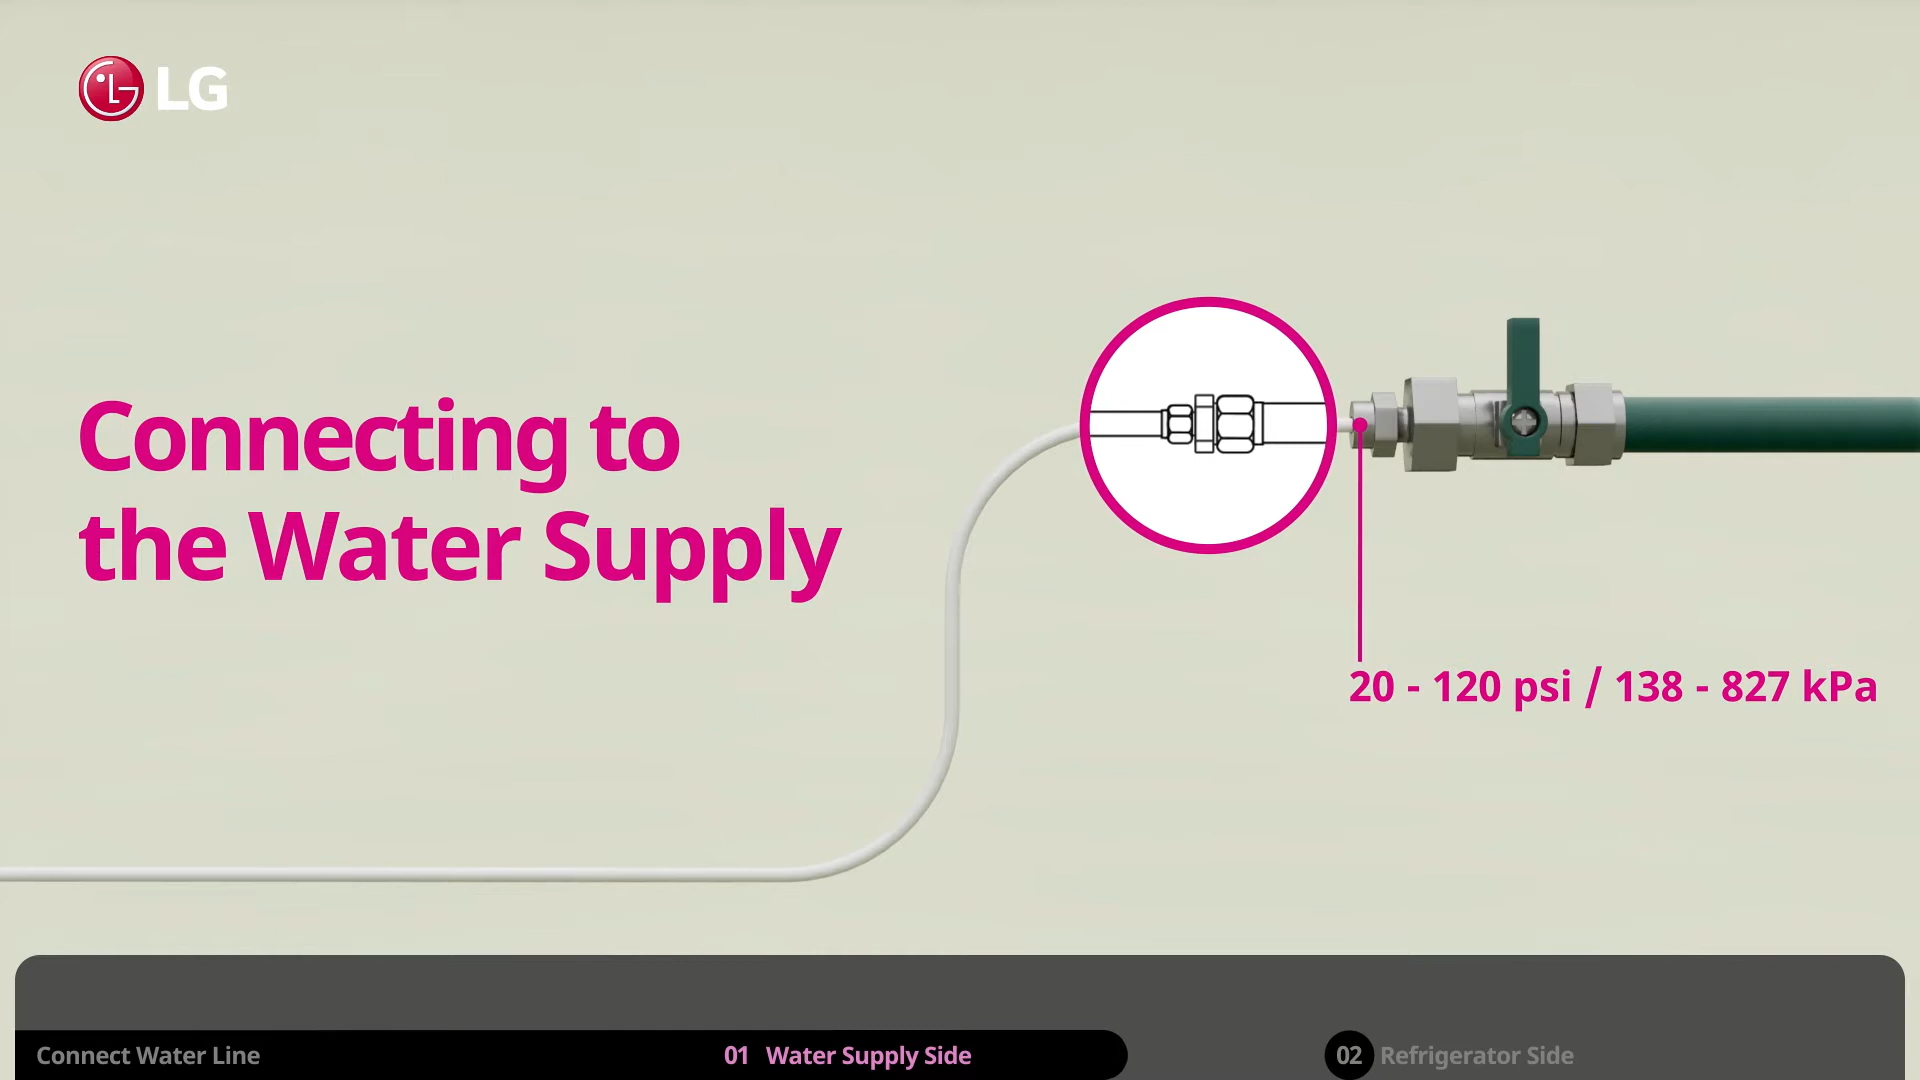 LG
Connecting to
the Water Supply
20 - 120 psi / 138 - 827 kPa
Connect Water Line
01 Water Supply Side
02 Refrigerator Side